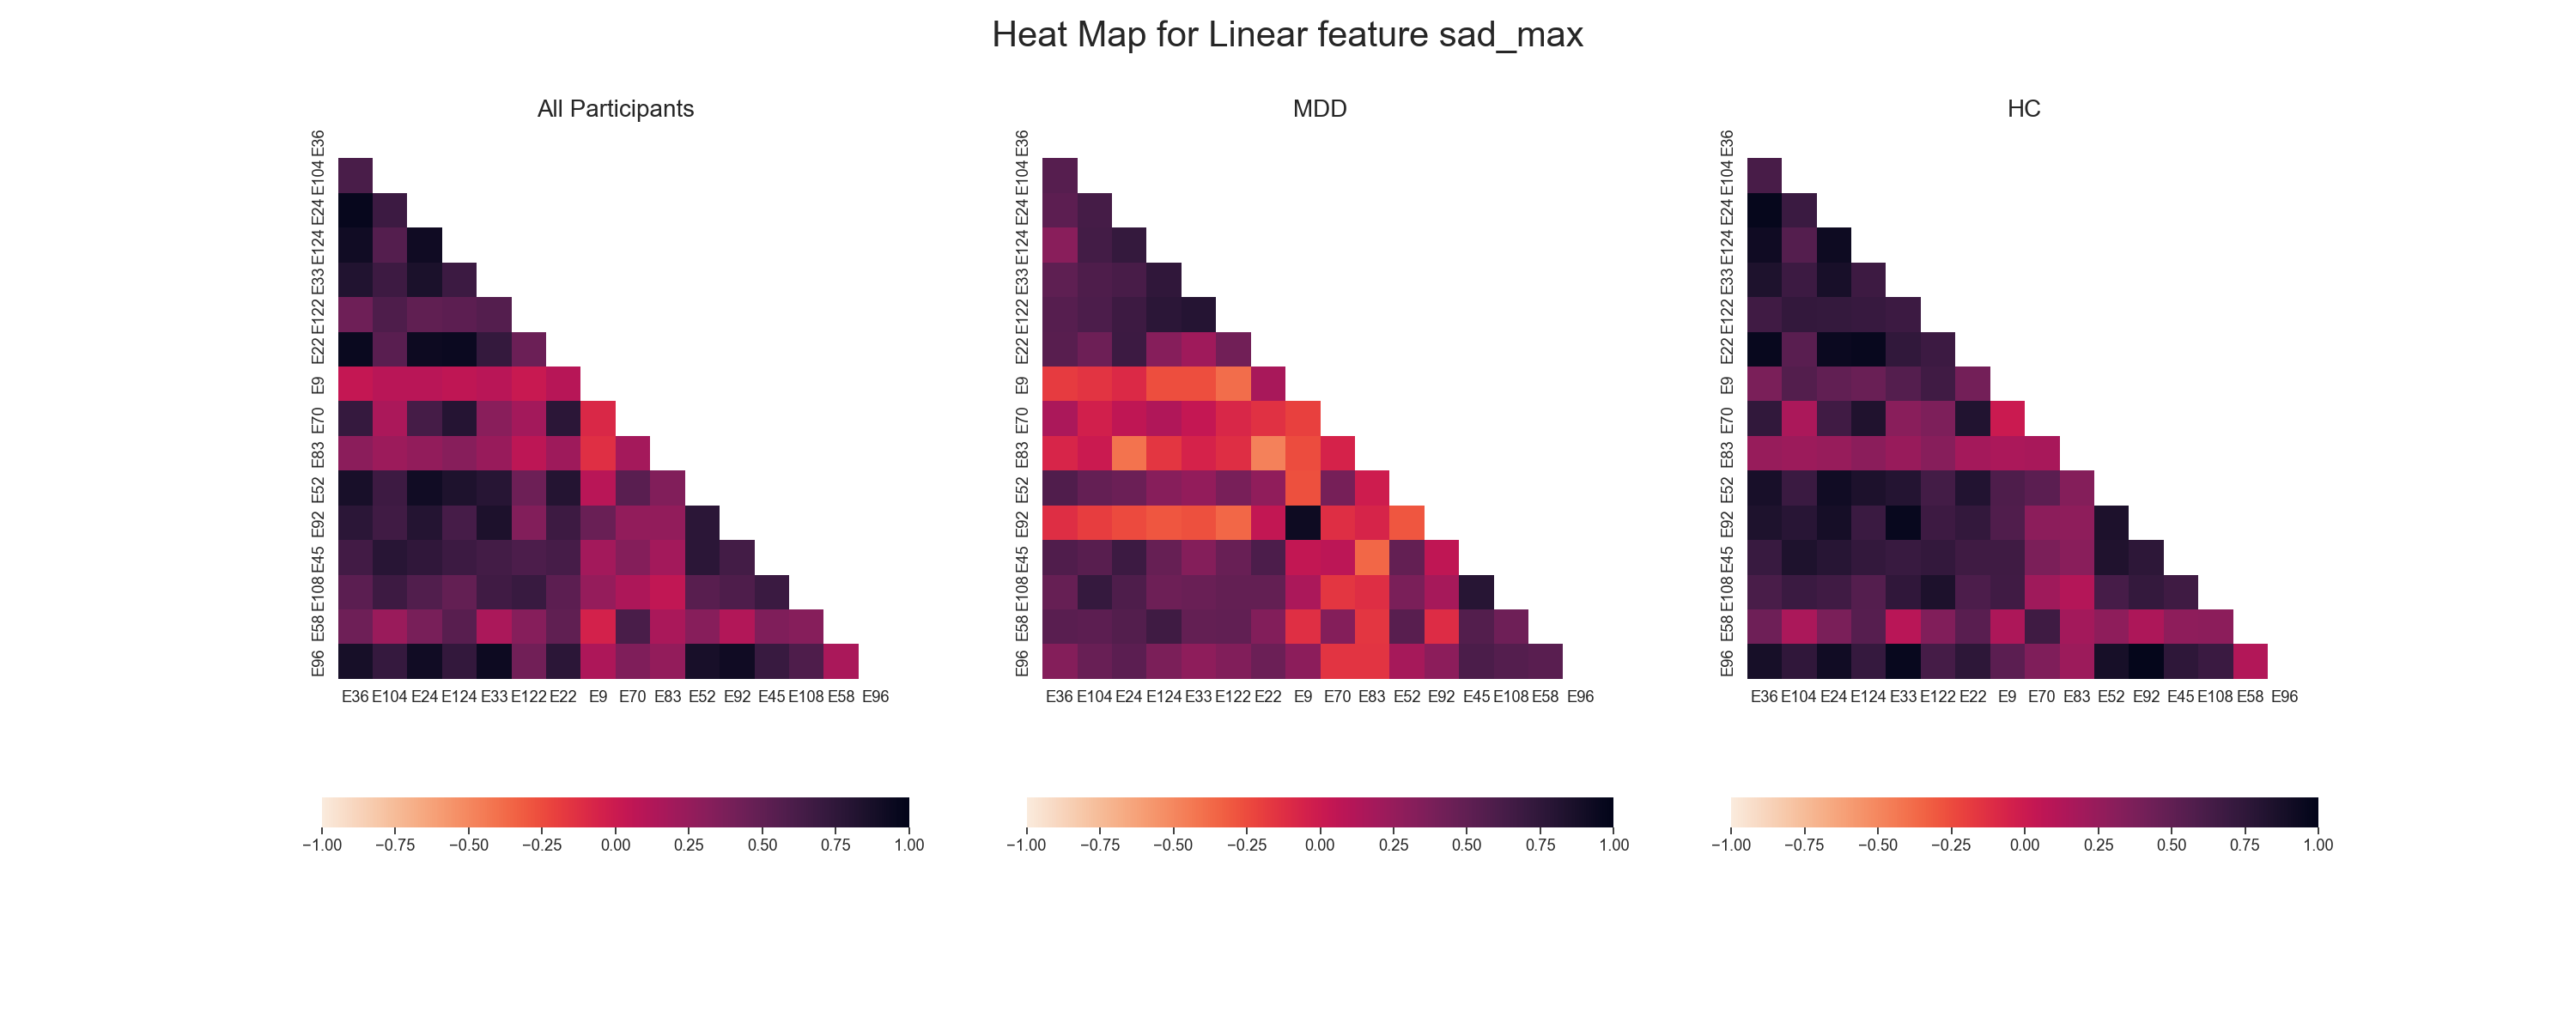 Heat Map for Linear feature sad_max
All Participants
E36
E104
E24
E124
E33
E122
E22
E9
E70
E83
E52
E92
E45
E108
E58
E96
E36 E104 E24 E124 E33 E122 E22 E9 E70 E83 E52 E92 E45 E108 E58 E96
−1.00 −0.75 −0.50 −0.25 0.00 0.25 0.50 0.75 1.00
MDD
E36
E104
E24
E124
E33
E122
E22
E9
E70
E83
E52
E92
E45
E108
E58
E96
E36 E104 E24 E124 E33 E122 E22 E9 E70 E83 E52 E92 E45 E108 E58 E96
−1.00 −0.75 −0.50 −0.25 0.00 0.25 0.50 0.75 1.00
HC
E36
E104
E24
E124
E33
E122
E22
E9
E70
E83
E52
E92
E45
E108
E58
E96
E36 E104 E24 E124 E33 E122 E22 E9 E70 E83 E52 E92 E45 E108 E58 E96
−1.00 −0.75 −0.50 −0.25 0.00 0.25 0.50 0.75 1.00